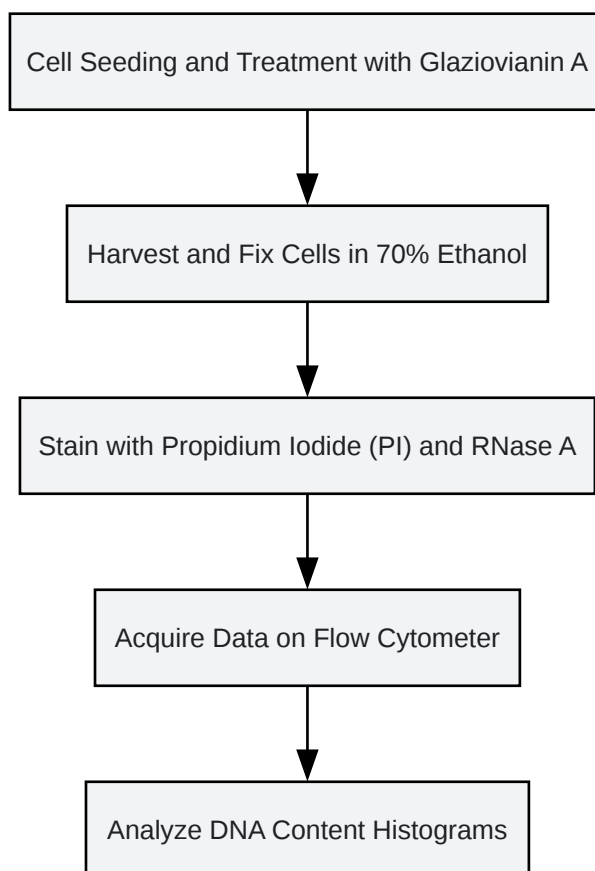 Cell Seeding and Treatment with Glaziovianin A
Harvest and Fix Cells in 70% Ethanol
Stain with Propidium Iodide (PI) and RNase A
Acquire Data on Flow Cytometer
Analyze DNA Content Histograms